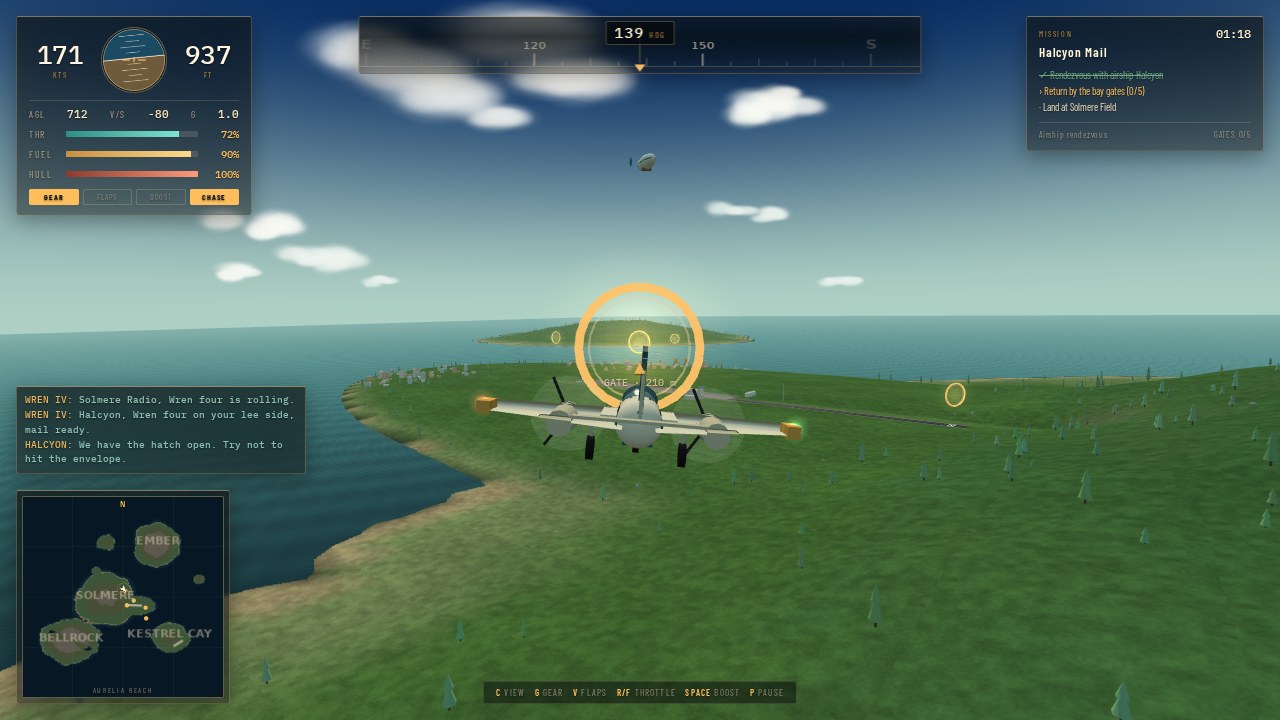 171
KTS
937
FT
AGL 712 V/S -80 G 1.0
THR 72%
FUEL 90%
HULL 100%
GEAR FLAPS BOOST CHASE
139 HDG
E 120 150 S
MISSION 01:18
Halcyon Mail
✓ Rendezvous with airship Halcyon
› Return by the bay gates (0/5)
· Land at Solmere Field
Airship rendezvous GATES 0/5
GATE 210 m
WREN IV: Solmere Radio, Wren four is rolling.
WREN IV: Halcyon, Wren four on your lee side,
mail ready.
HALCYON: We have the hatch open. Try not to
hit the envelope.
N
EMBER
SOLMERE
BELLROCK
KESTREL CAY
AURELIA REACH
C VIEW G GEAR V FLAPS R/F THROTTLE SPACE BOOST P PAUSE